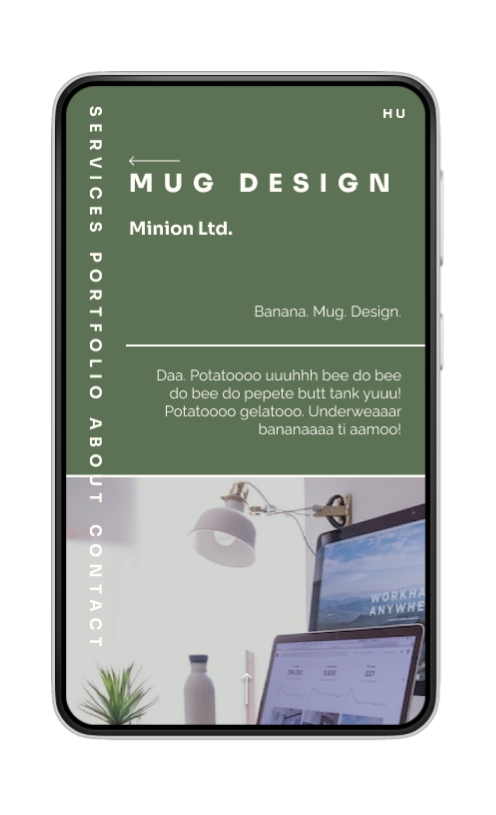 HU
SERVICES PORTFOLIO ABOUT CONTACT
MUG DESIGN
Minion Ltd.
Banana. Mug. Design.
Daa. Potatoooo uuuhhh bee do bee
do bee do pepete butt tank yuuu!
Potatoooo gelatooo. Underweaaar
bananaaaa ti aamoo!
WORKHA
ANYWHE